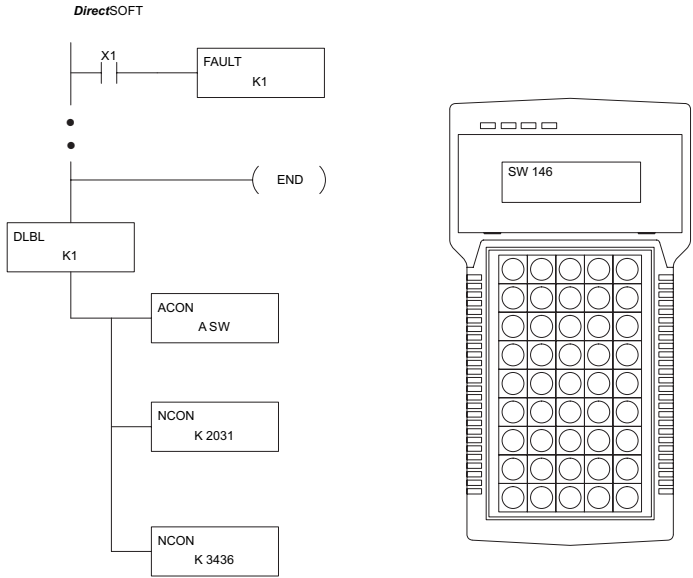 DirectSOFT
X1
FAULT
K1
END
DLBL
K1
ACON
A SW
NCON
K 2031
NCON
K 3436
SW 146